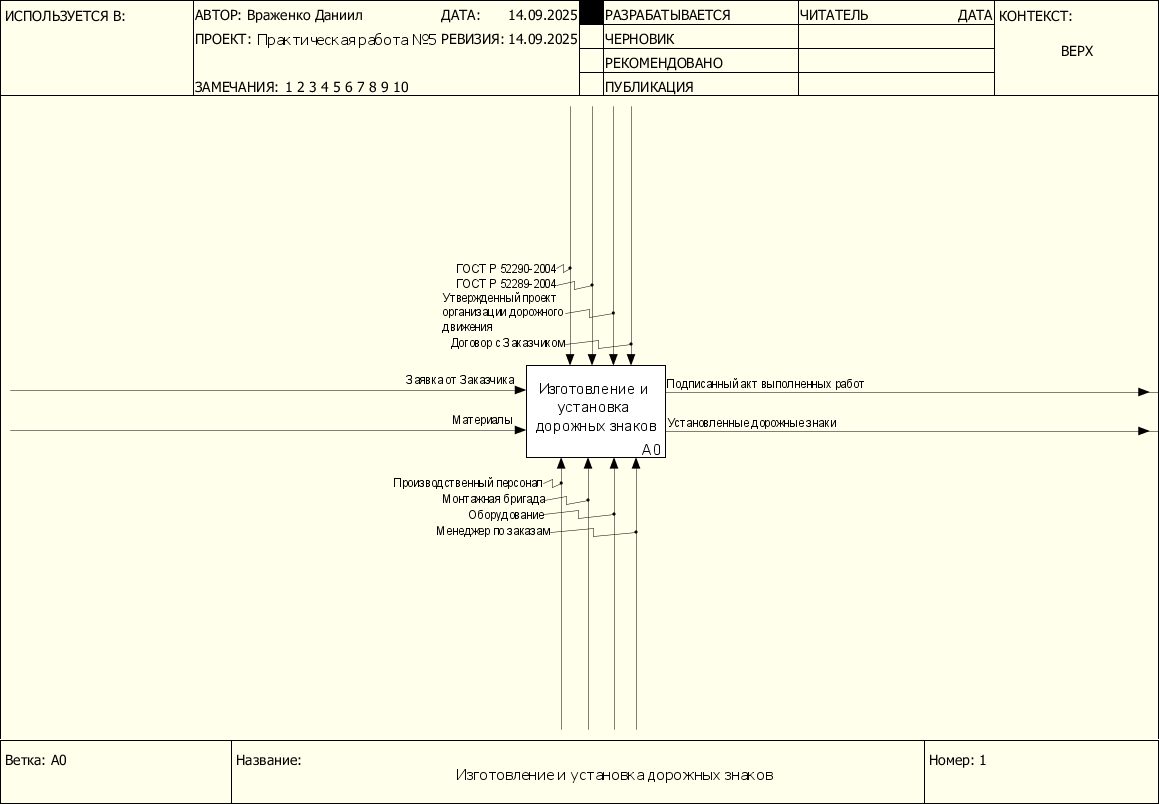 ИСПОЛЬЗУЕТСЯ В:
АВТОР: Враженко Даниил
ДАТА: 14.09.2025
ПРОЕКТ: Практическая работа №5
РЕВИЗИЯ: 14.09.2025
ЗАМЕЧАНИЯ: 1 2 3 4 5 6 7 8 9 10
РАЗРАБАТЫВАЕТСЯ
ЧЕРНОВИК
РЕКОМЕНДОВАНО
ПУБЛИКАЦИЯ
ЧИТАТЕЛЬ
ДАТА
КОНТЕКСТ:
ВЕРХ
ГОСТ Р 52290-2004
ГОСТ Р 52289-2004
Утвержденный проект
организации дорожного
движения
Договор с Заказчиком
Заявка от Заказчика
Материалы
Изготовление и
установка
дорожных знаков
A0
Подписанный акт выполненных работ
Установленные дорожные знаки
Производственный персонал
Монтажная бригада
Оборудование
Менеджер по заказам
Ветка: A0
Название:
Изготовление и установка дорожных знаков
Номер: 1